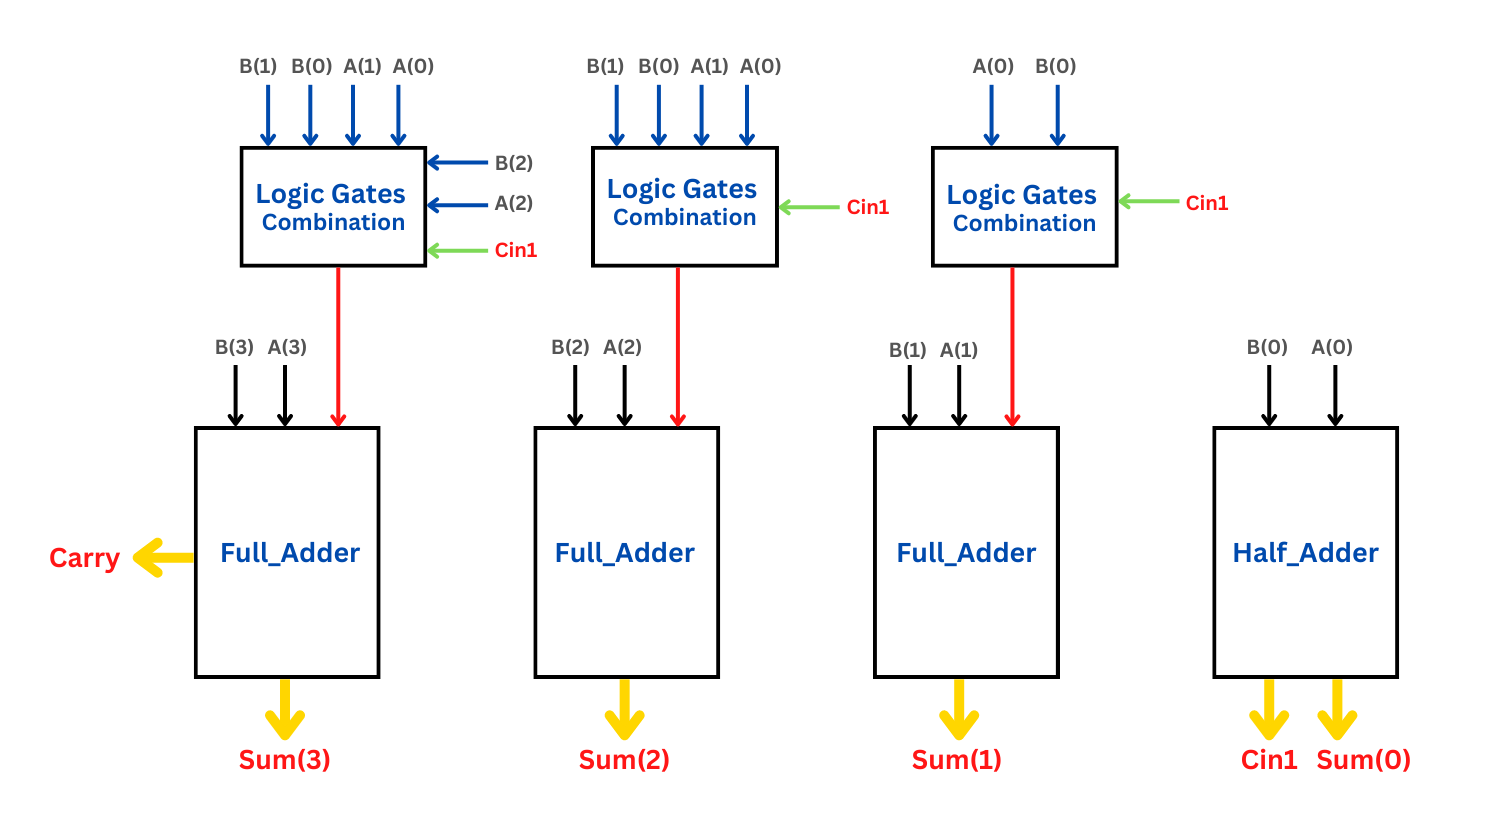 B(1) B(0) A(1) A(0)
B(1) B(0) A(1) A(0)
A(0) B(0)
Logic Gates
Combination
B(2)
A(2)
Cin1
Logic Gates
Combination
Cin1
Logic Gates
Combination
Cin1
B(3) A(3)
B(2) A(2)
B(1) A(1)
B(0) A(0)
Carry
Full_Adder
Full_Adder
Full_Adder
Half_Adder
Sum(3)
Sum(2)
Sum(1)
Cin1 Sum(0)